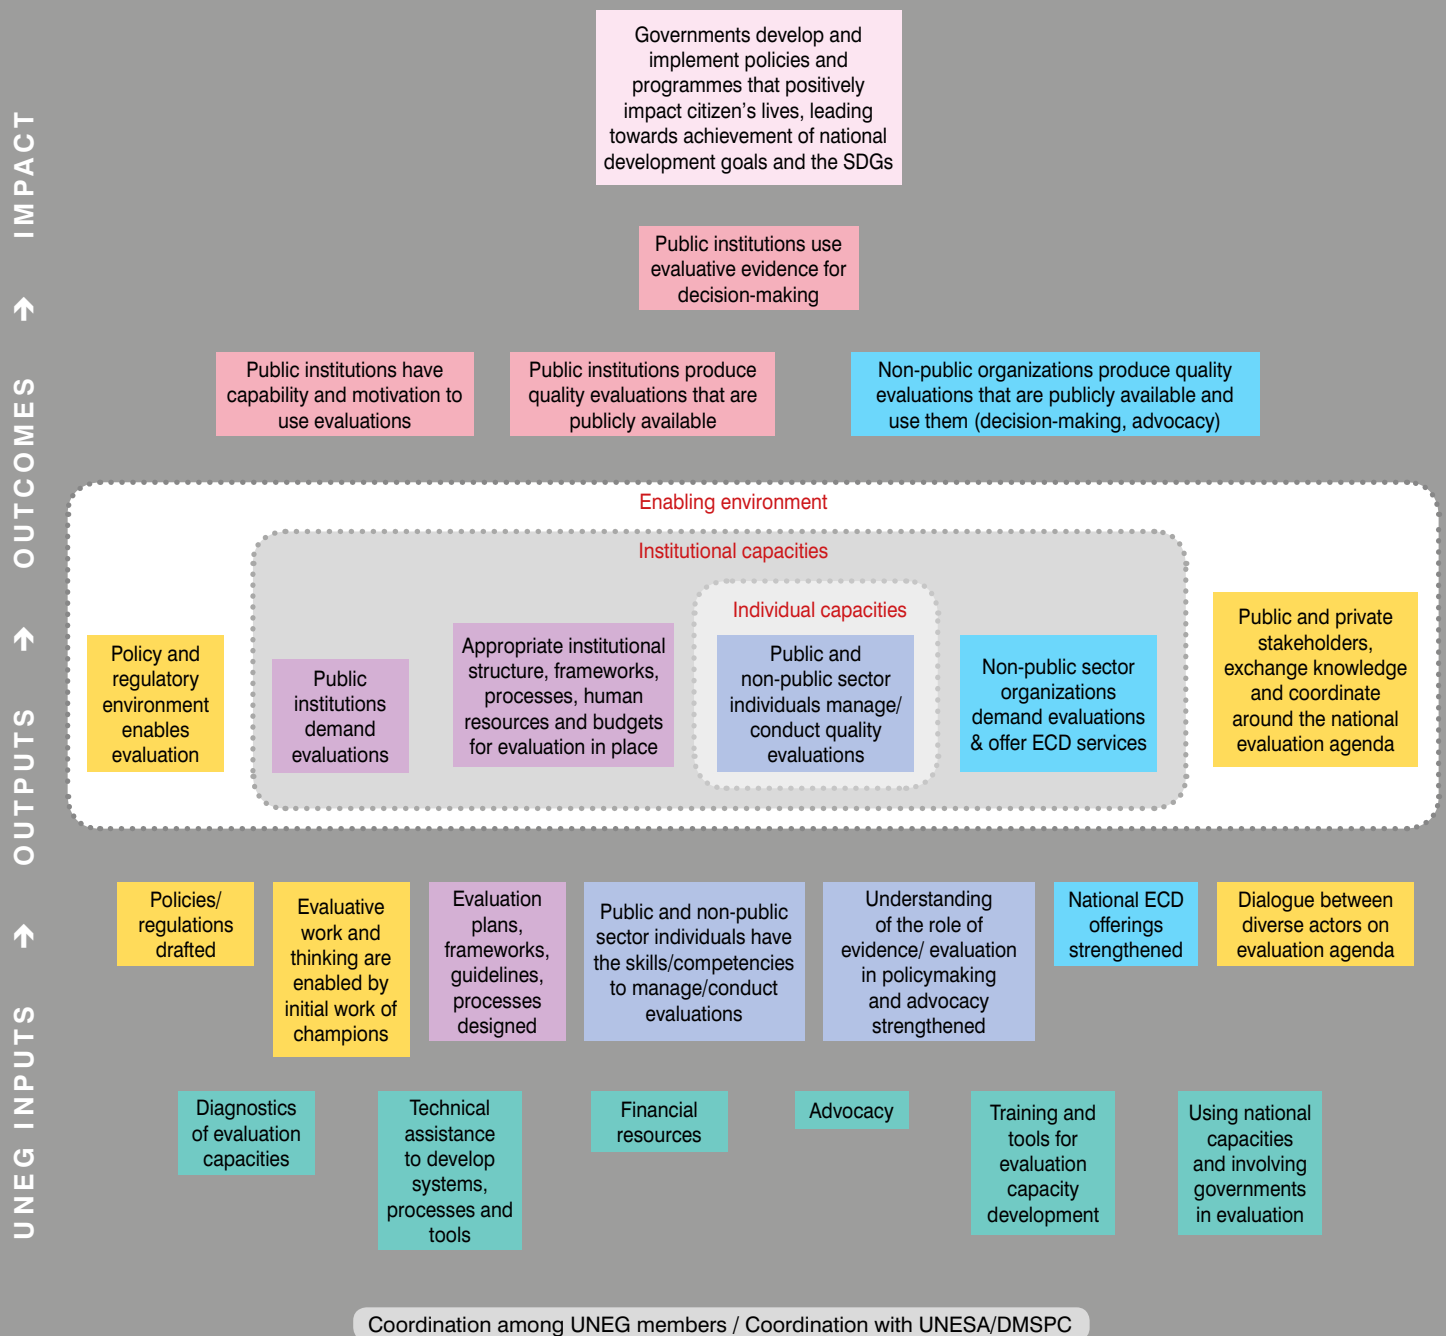 Governments develop and
implement policies and
programmes that positively
impact citizen's lives, leading
towards achievement of national
development goals and the SDGs
IMPACT
Public institutions use
evaluative evidence for
decision-making
Public institutions have
capability and motivation to
use evaluations
Public institutions produce
quality evaluations that are
publicly available
Non-public organizations produce quality
evaluations that are publicly available and
use them (decision-making, advocacy)
OUTCOMES
Enabling environment
Institutional capacities
Individual capacities
Policy and
regulatory
environment
enables
evaluation
Public
institutions
demand
evaluations
Appropriate institutional
structure, frameworks,
processes, human
resources and budgets
for evaluation in place
Public and
non-public sector
individuals manage/
conduct quality
evaluations
Non-public sector
organizations
demand evaluations
& offer ECD services
Public and private
stakeholders,
exchange knowledge
and coordinate
around the national
evaluation agenda
OUTPUTS
Policies/
regulations
drafted
Evaluative
work and
thinking are
enabled by
initial work of
champions
Evaluation
plans,
frameworks,
guidelines,
processes
designed
Public and non-public
sector individuals have
the skills/competencies
to manage/conduct
evaluations
Understanding
of the role of
evidence/ evaluation
in policymaking
and advocacy
strengthened
National ECD
offerings
strengthened
Dialogue between
diverse actors on
evaluation agenda
UNEG INPUTS
Diagnostics
of evaluation
capacities
Technical
assistance
to develop
systems,
processes and
tools
Financial
resources
Advocacy
Training and
tools for
evaluation
capacity
development
Using national
capacities
and involving
governments
in evaluation
Coordination among UNEG members / Coordination with UNESA/DMSPC